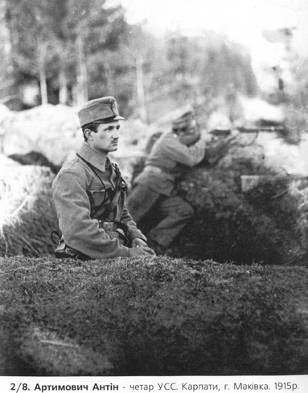 2/8. Артимович Антін - четар УСС. Карпати, г. Маківка. 1915р.